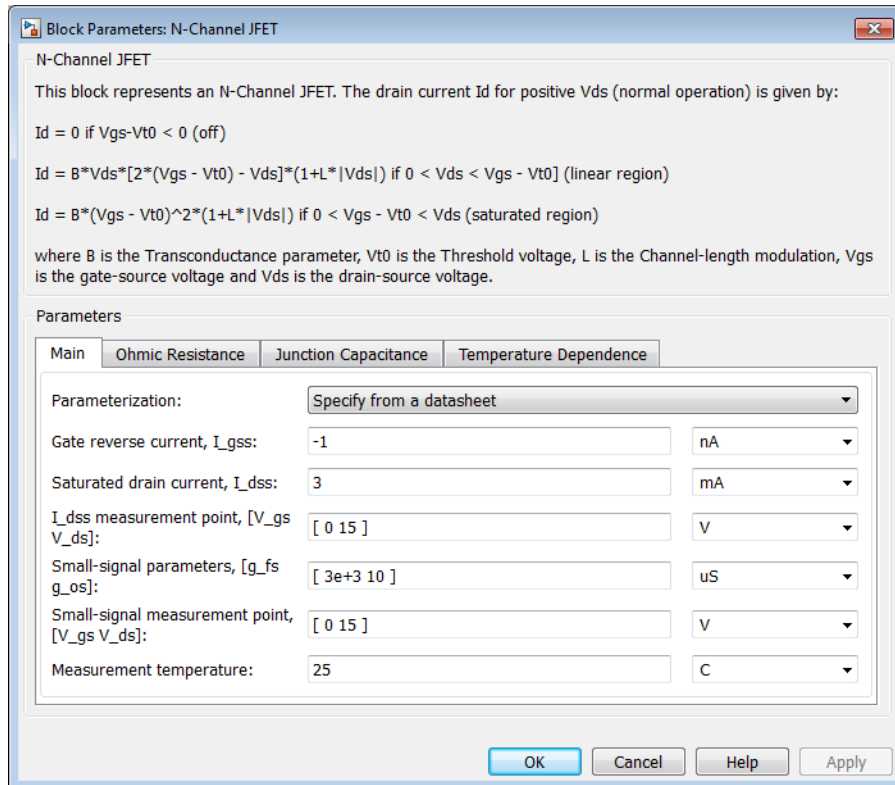 Block Parameters: N-Channel JFET
N-Channel JFET
This block represents an N-Channel JFET. The drain current Id for positive Vds (normal operation) is given by:
Id = 0 if Vgs-Vt0 < 0 (off)
Id = B*Vds*[2*(Vgs - Vt0) - Vds]*(1+L*|Vds|) if 0 < Vds < Vgs - Vt0] (linear region)
Id = B*(Vgs - Vt0)^2*(1+L*|Vds|) if 0 < Vgs - Vt0 < Vds (saturated region)
where B is the Transconductance parameter, Vt0 is the Threshold voltage, L is the Channel-length modulation, Vgs
is the gate-source voltage and Vds is the drain-source voltage.
Parameters
Main Ohmic Resistance Junction Capacitance Temperature Dependence
Parameterization: Specify from a datasheet
Gate reverse current, I_gss: -1 nA
Saturated drain current, I_dss: 3 mA
I_dss measurement point, [V_gs
V_ds]: [ 0 15 ] V
Small-signal parameters, [g_fs
g_os]: [ 3e+3 10 ] uS
Small-signal measurement point,
[V_gs V_ds]: [ 0 15 ] V
Measurement temperature: 25 C
OK Cancel Help Apply